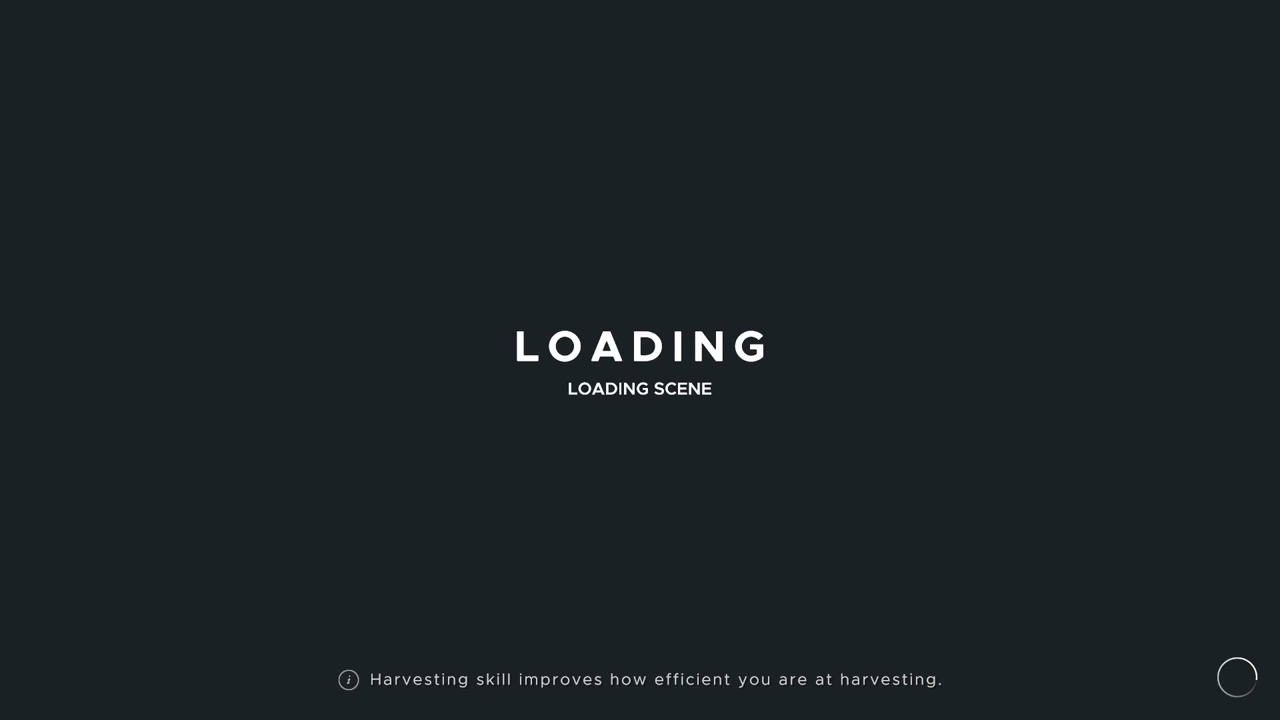 LOADING
LOADING SCENE
i Harvesting skill improves how efficient you are at harvesting.